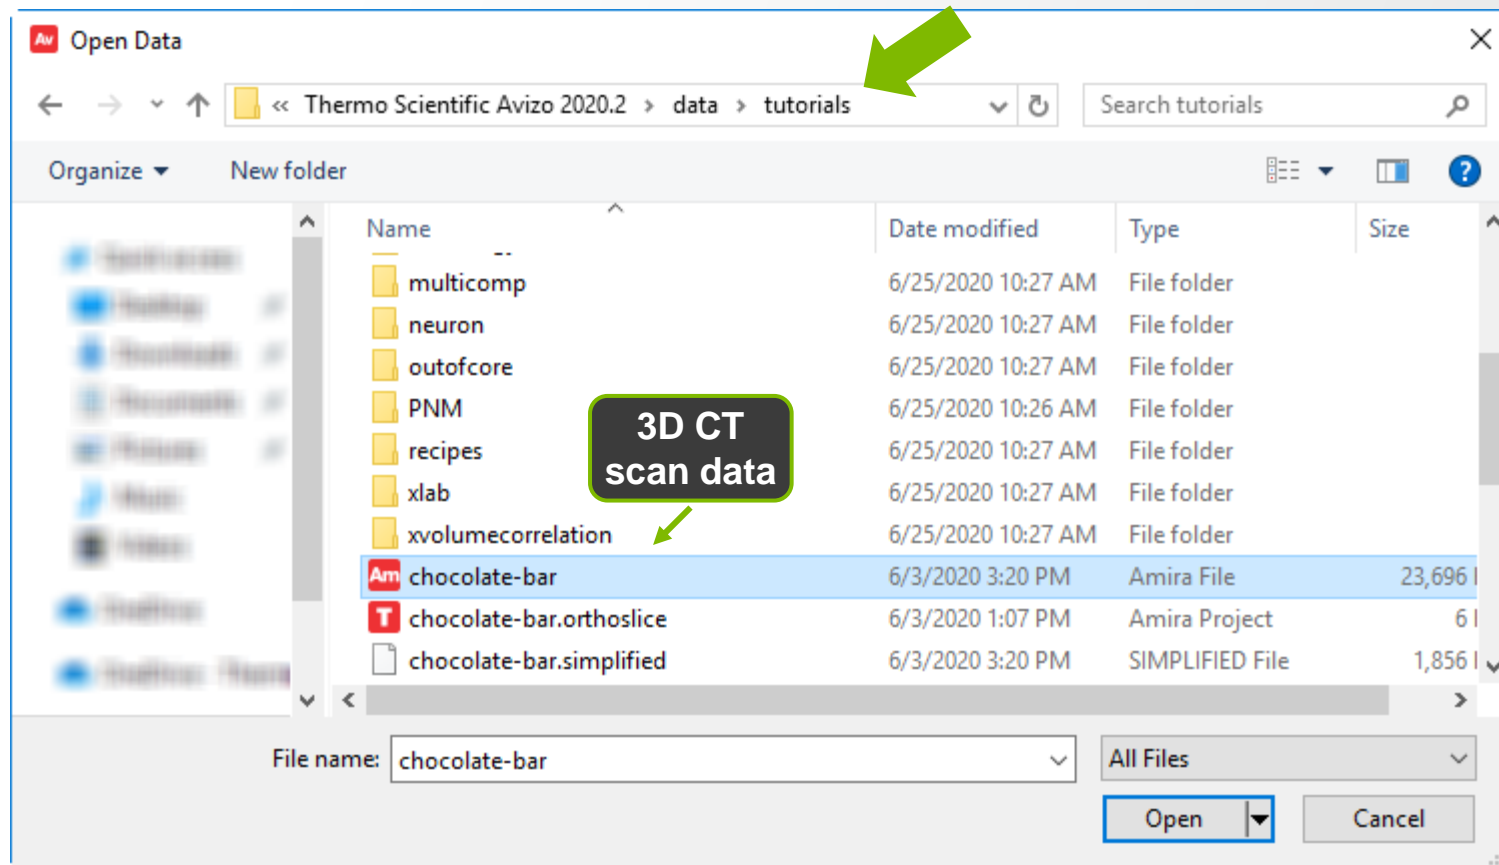 Av Open Data
« Thermo Scientific Avizo 2020.2 > data > tutorials
Search tutorials
Organize New folder
?
Name Date modified Type Size
multicomp 6/25/2020 10:27 AM File folder
neuron 6/25/2020 10:27 AM File folder
outofcore 6/25/2020 10:27 AM File folder
PNM 6/25/2020 10:26 AM File folder
recipes 6/25/2020 10:27 AM File folder
xlab 6/25/2020 10:27 AM File folder
xvolumecorrelation 6/25/2020 10:27 AM File folder
3D CT
scan data
Am chocolate-bar 6/3/2020 3:20 PM Amira File 23,696
T chocolate-bar.orthoslice 6/3/2020 1:07 PM Amira Project 6
chocolate-bar.simplified 6/3/2020 3:20 PM SIMPLIFIED File 1,856
File name: chocolate-bar All Files
Open Cancel